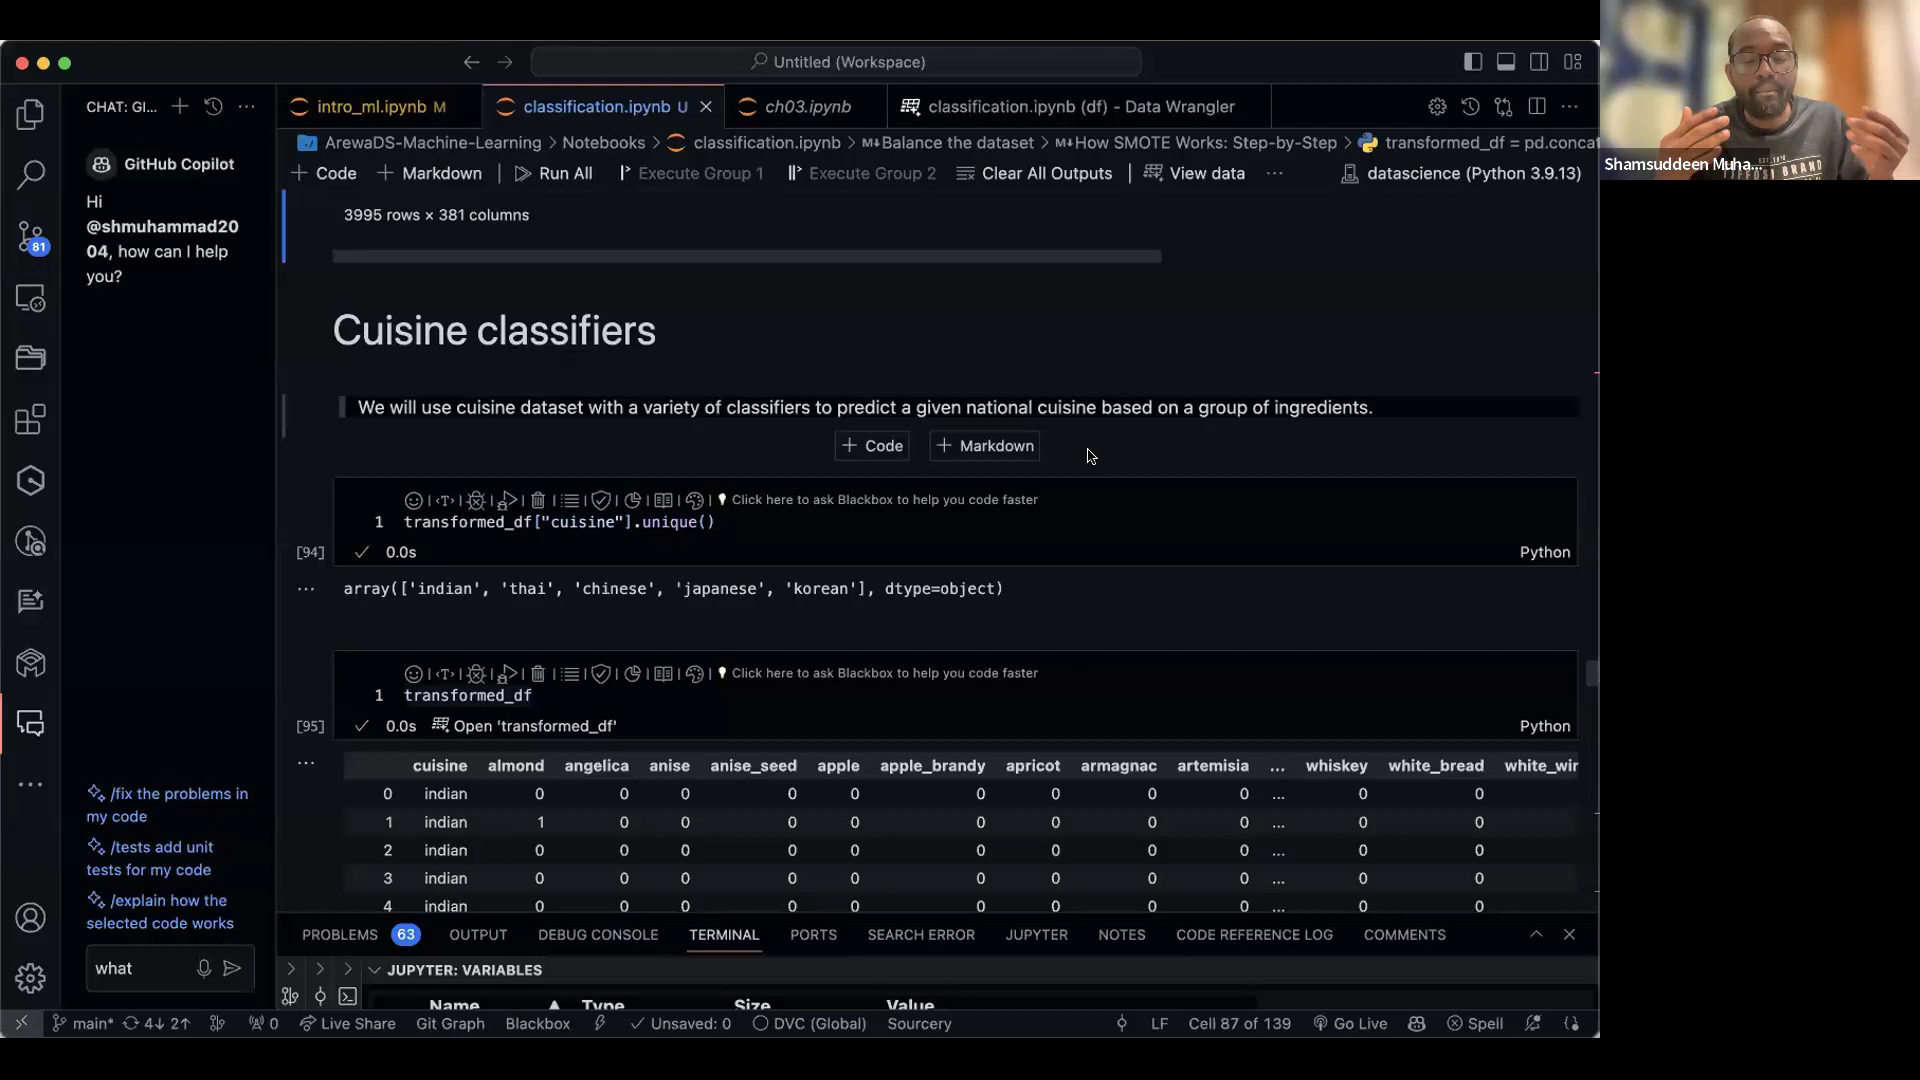 Untitled (Workspace)
CHAT: GI...
intro_ml.ipynb M
classification.ipynb U
ch03.ipynb
classification.ipynb (df) - Data Wrangler
ArewaDS-Machine-Learning > Notebooks > classification.ipynb > M↓Balance the dataset > M↓How SMOTE Works: Step-by-Step > transformed_df = pd.concat
+ Code + Markdown Run All Execute Group 1 Execute Group 2 Clear All Outputs View data ... datascience (Python 3.9.13)
GitHub Copilot
Hi
@shmuhammad20
04, how can I help
you?
81
3995 rows × 381 columns
Cuisine classifiers
We will use cuisine dataset with a variety of classifiers to predict a given national cuisine based on a group of ingredients.
+ Code + Markdown
Click here to ask Blackbox to help you code faster
1 transformed_df["cuisine"].unique()
[94] 0.0s Python
array(['indian', 'thai', 'chinese', 'japanese', 'korean'], dtype=object)
Click here to ask Blackbox to help you code faster
1 transformed_df
[95] 0.0s Open 'transformed_df' Python
cuisine almond angelica anise anise_seed apple apple_brandy apricot armagnac artemisia ... whiskey white_bread white_wir
0 indian 0 0 0 0 0 0 0 0 0 ... 0 0
1 indian 1 0 0 0 0 0 0 0 0 ... 0 0
2 indian 0 0 0 0 0 0 0 0 0 ... 0 0
3 indian 0 0 0 0 0 0 0 0 0 ... 0 0
4 indian 0 0 0 0 0 0 0 0 0 ... 0 0
/fix the problems in
my code
/tests add unit
tests for my code
/explain how the
selected code works
what
PROBLEMS 63 OUTPUT DEBUG CONSOLE TERMINAL PORTS SEARCH ERROR JUPYTER NOTES CODE REFERENCE LOG COMMENTS
JUPYTER: VARIABLES
Name Type Size Value
main* 4↓ 2↑ 0 Live Share Git Graph Blackbox Unsaved: 0 DVC (Global) Sourcery LF Cell 87 of 139 Go Live Spell
Shamsuddeen Muha...
BRAND